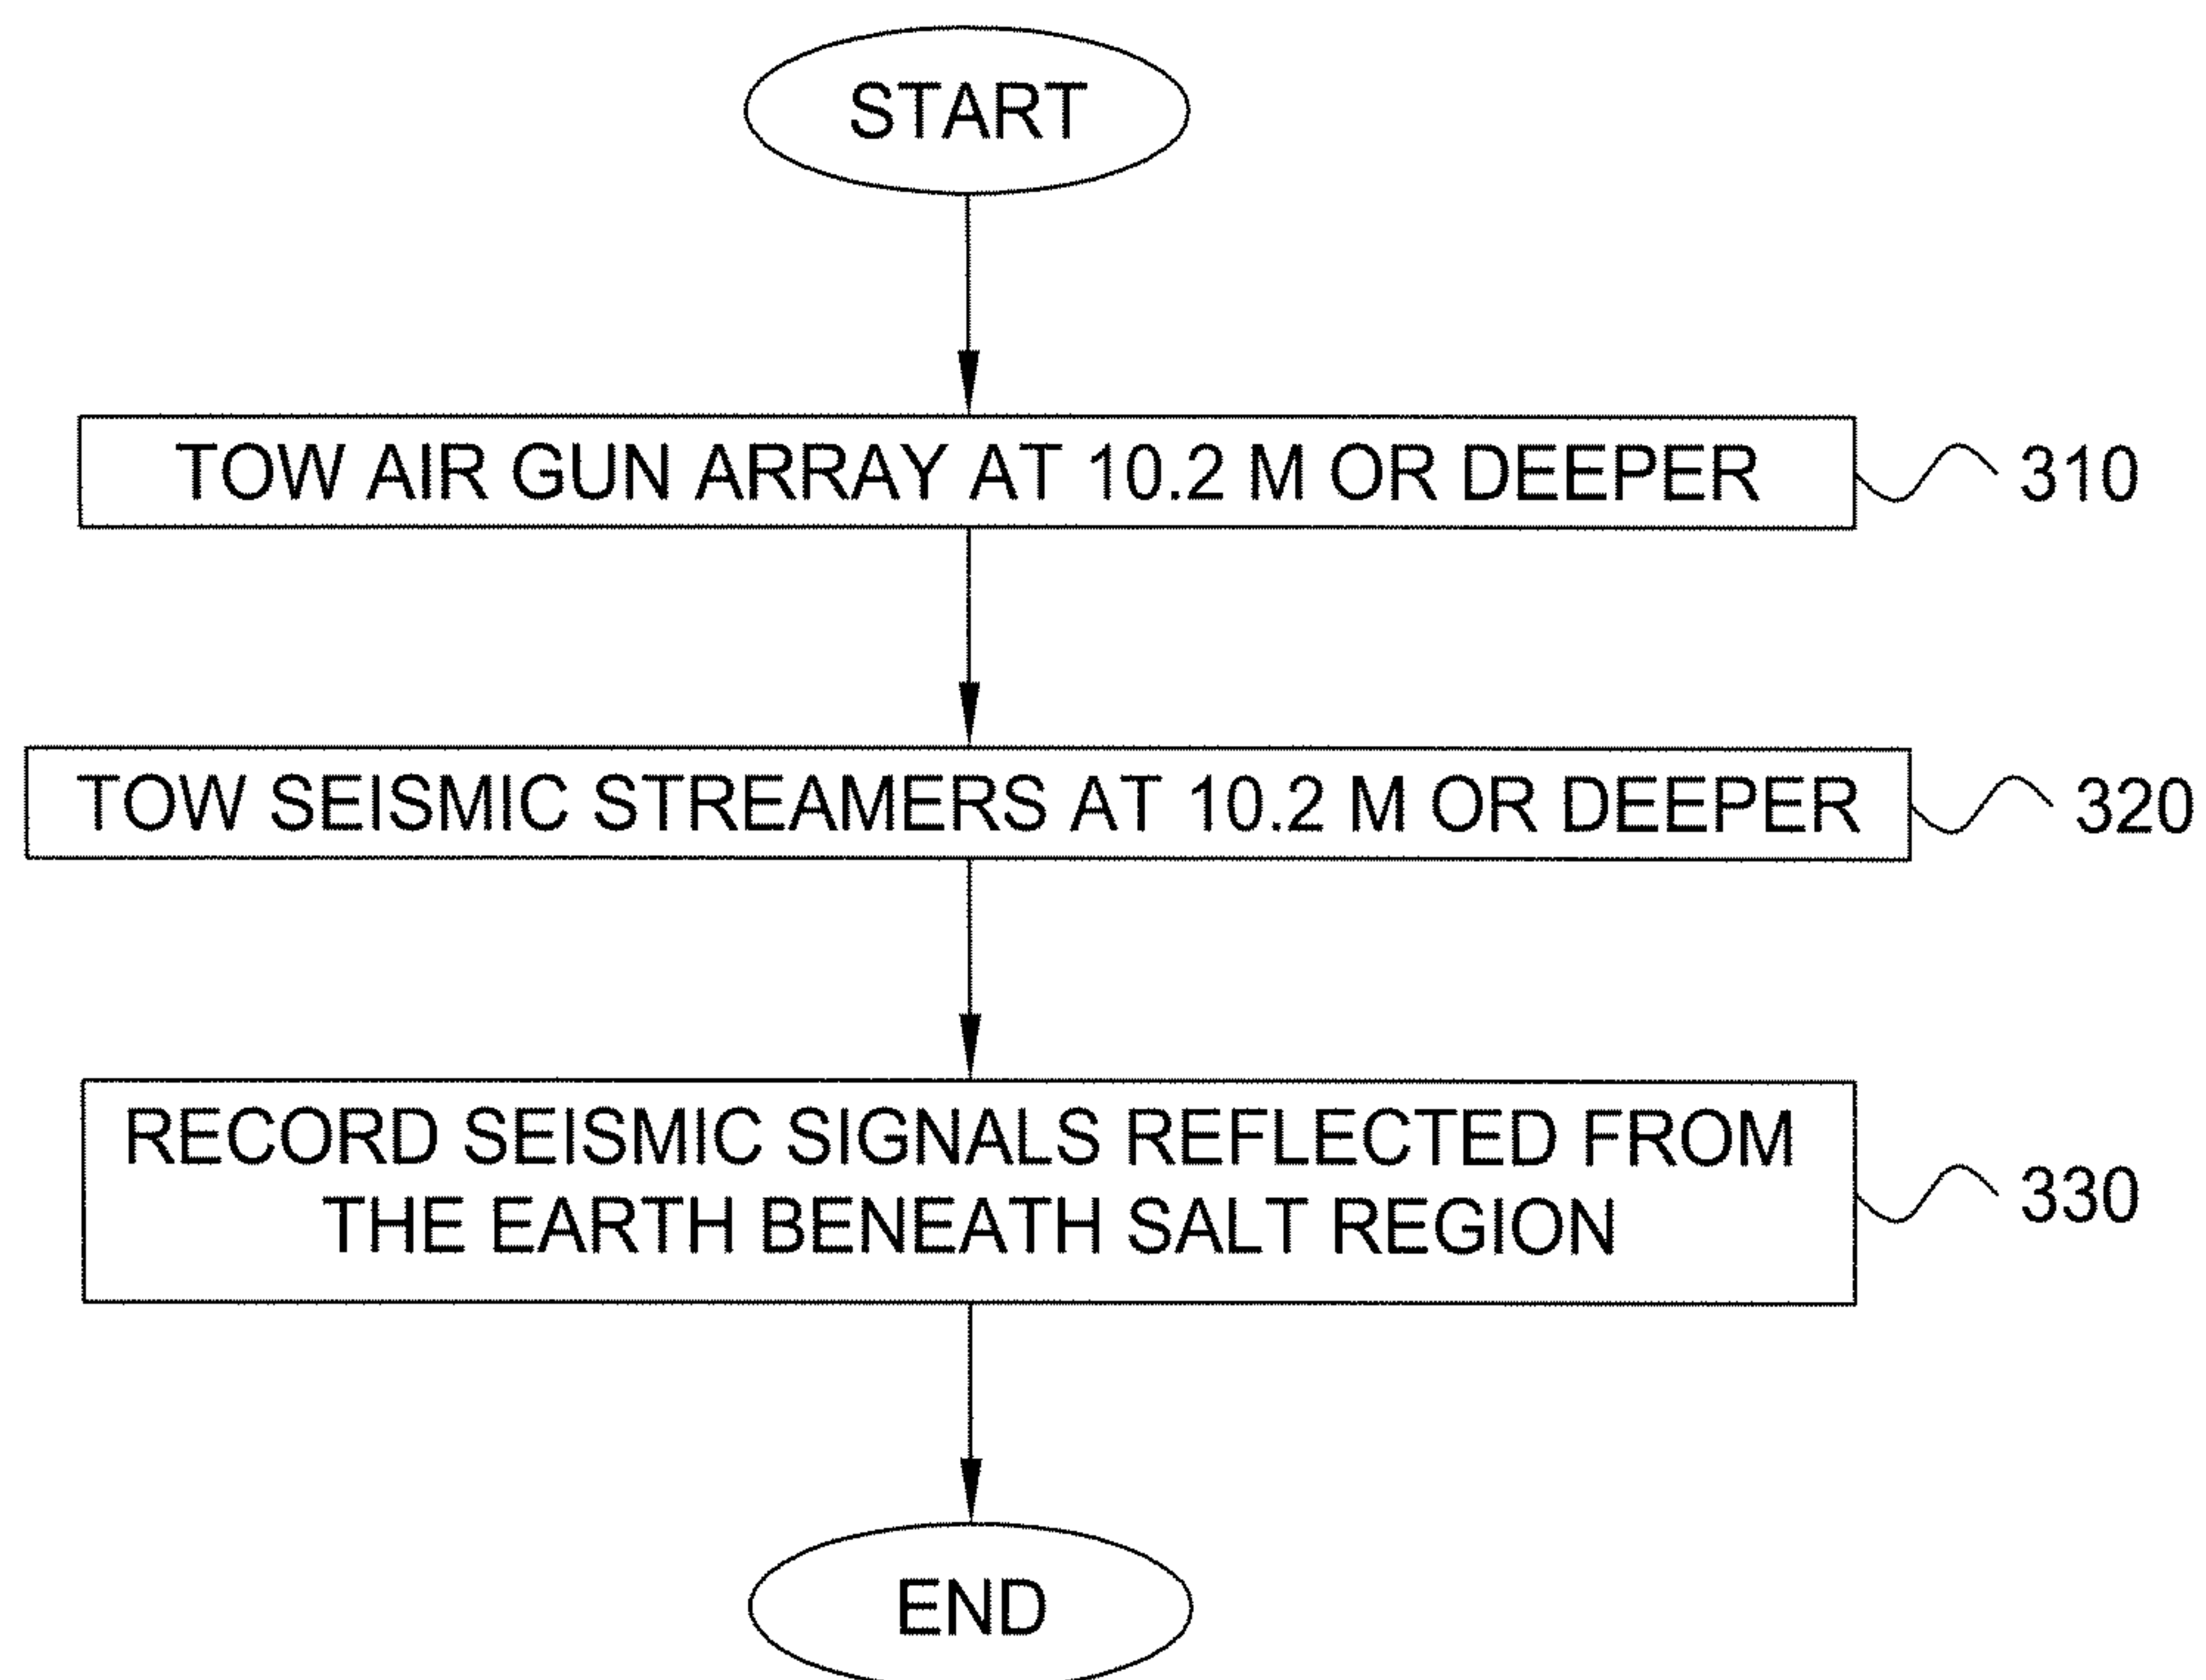 START
TOW AIR GUN ARRAY AT 10.2 M OR DEEPER
310
TOW SEISMIC STREAMERS AT 10.2 M OR DEEPER
320
RECORD SEISMIC SIGNALS REFLECTED FROM
THE EARTH BENEATH SALT REGION
330
END